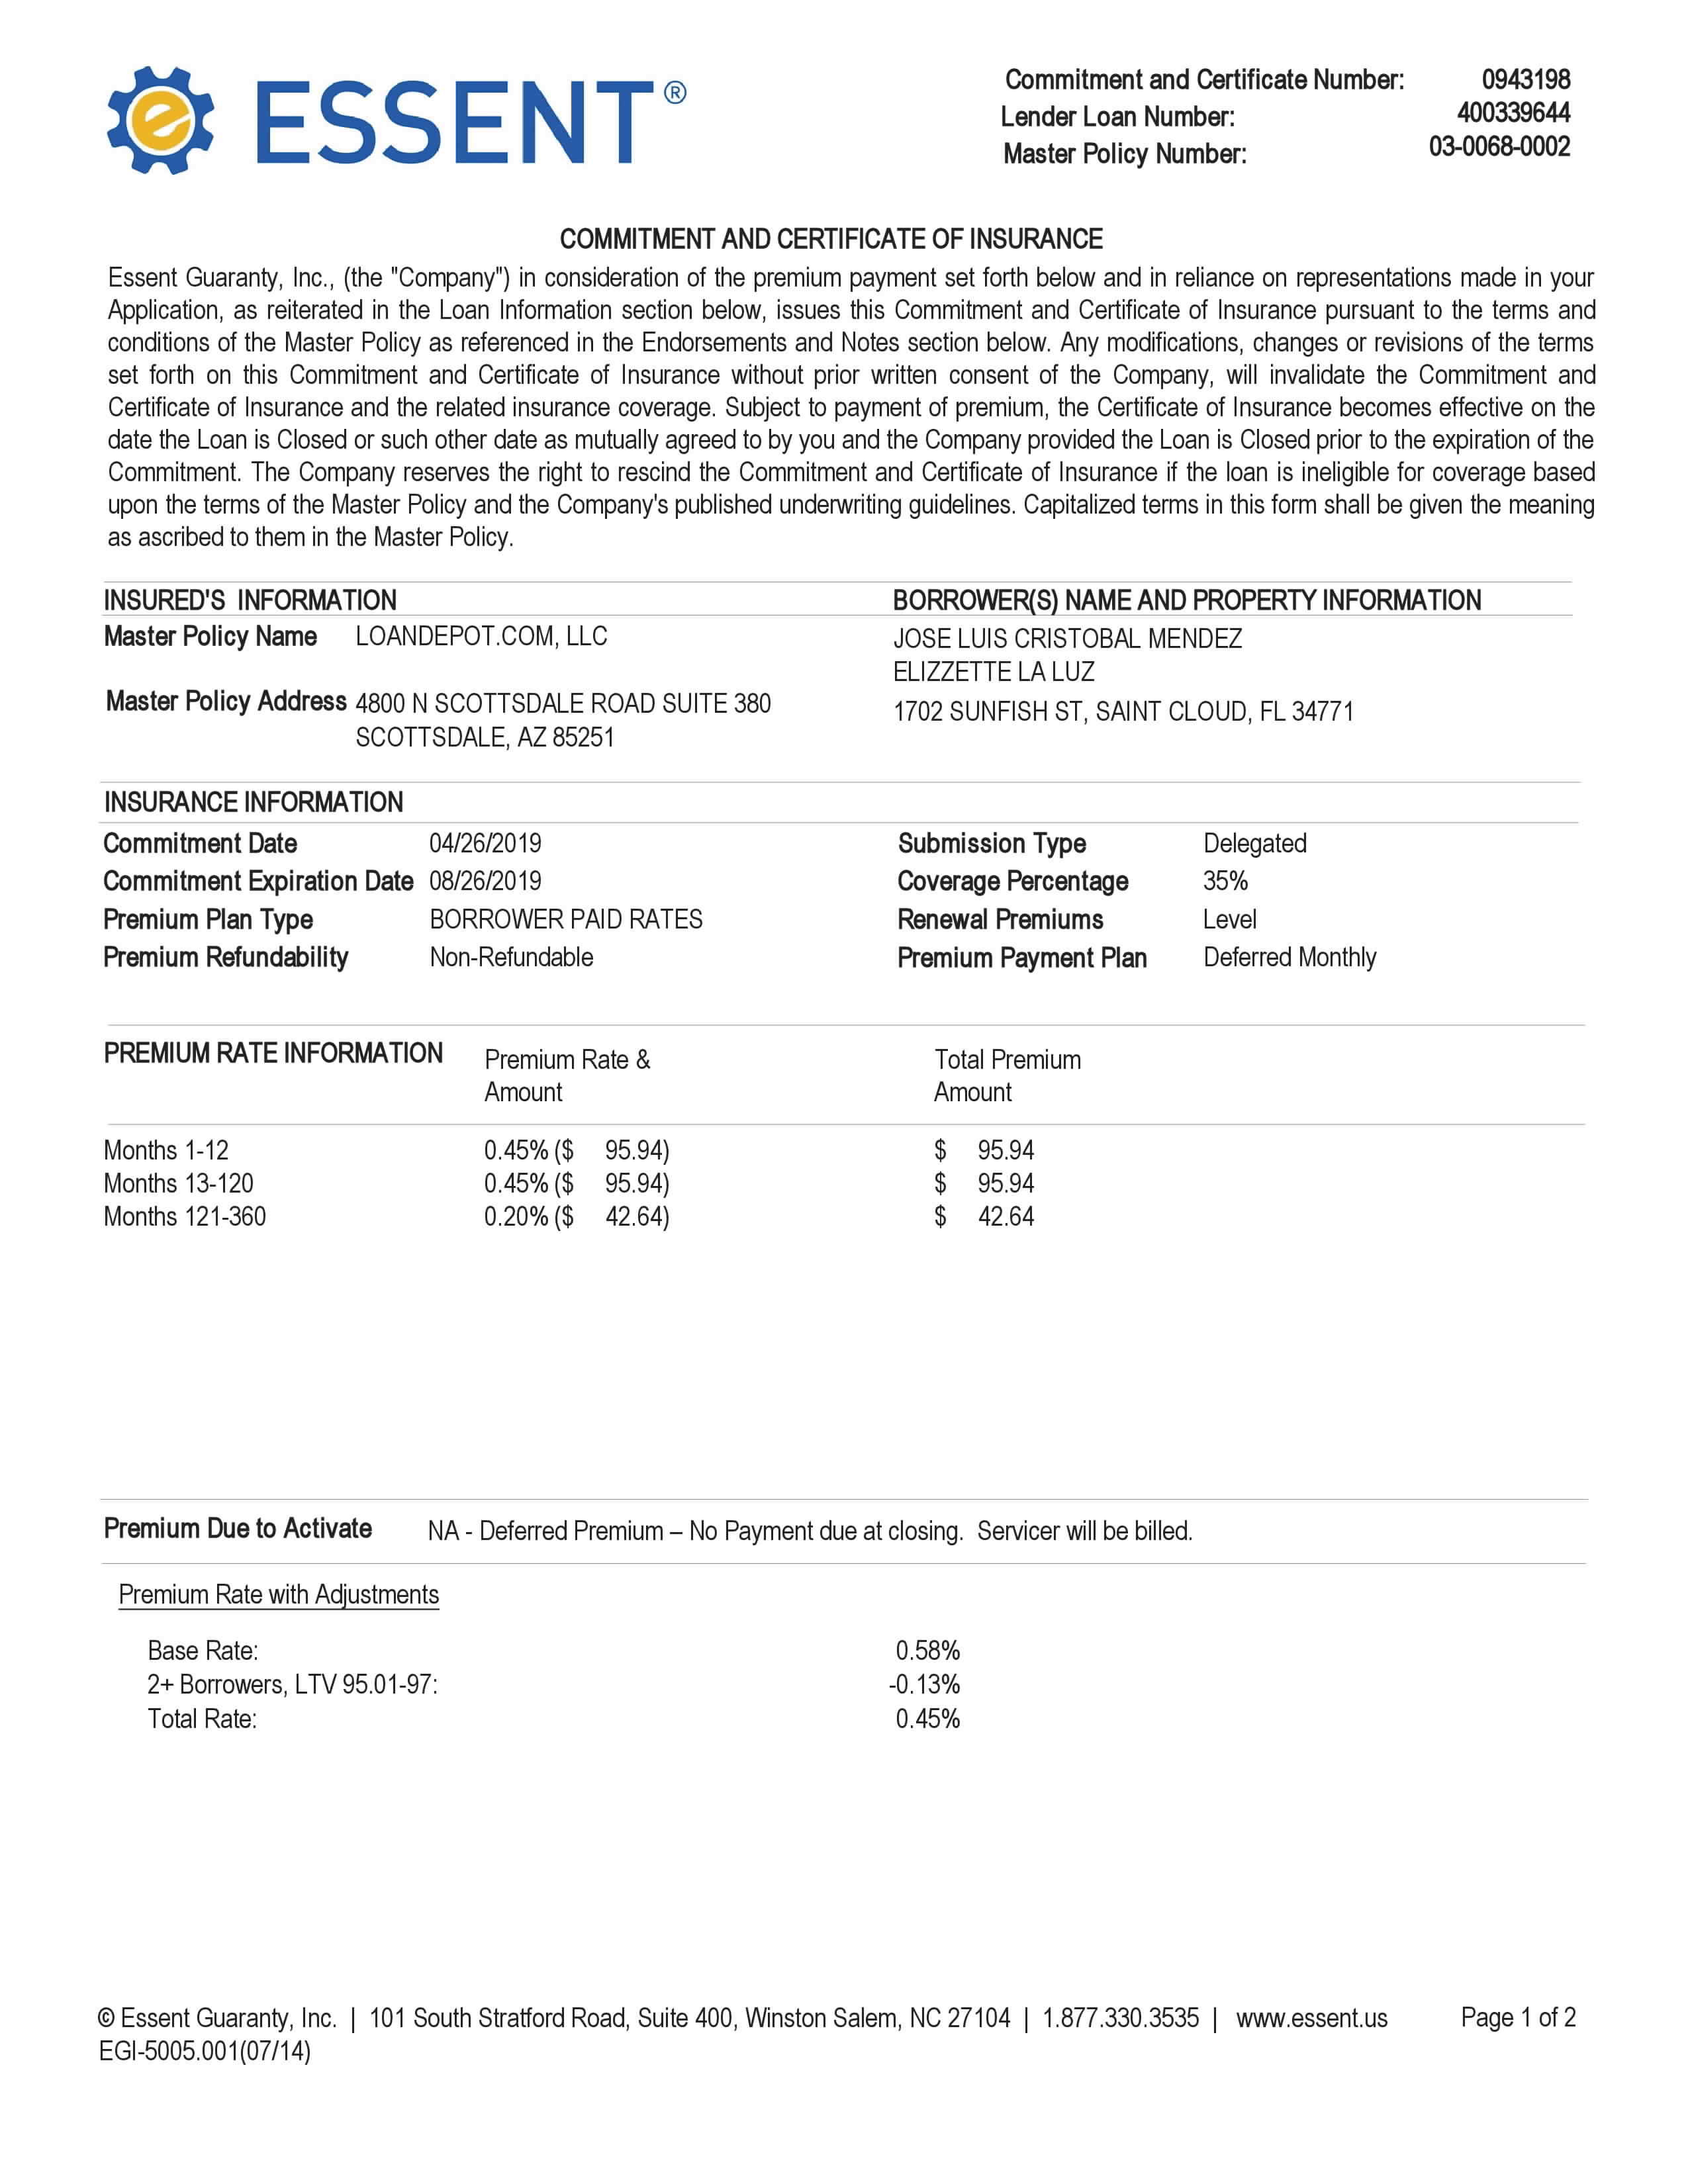 ESSENT®
Commitment and Certificate Number: 0943198
Lender Loan Number: 400339644
Master Policy Number: 03-0068-0002
COMMITMENT AND CERTIFICATE OF INSURANCE
Essent Guaranty, Inc., (the "Company") in consideration of the premium payment set forth below and in reliance on representations made in your
Application, as reiterated in the Loan Information section below, issues this Commitment and Certificate of Insurance pursuant to the terms and
conditions of the Master Policy as referenced in the Endorsements and Notes section below. Any modifications, changes or revisions of the terms
set forth on this Commitment and Certificate of Insurance without prior written consent of the Company, will invalidate the Commitment and
Certificate of Insurance and the related insurance coverage. Subject to payment of premium, the Certificate of Insurance becomes effective on the
date the Loan is Closed or such other date as mutually agreed to by you and the Company provided the Loan is Closed prior to the expiration of the
Commitment. The Company reserves the right to rescind the Commitment and Certificate of Insurance if the loan is ineligible for coverage based
upon the terms of the Master Policy and the Company's published underwriting guidelines. Capitalized terms in this form shall be given the meaning
as ascribed to them in the Master Policy.
INSURED'S INFORMATION
Master Policy Name LOANDEPOT.COM, LLC
Master Policy Address 4800 N SCOTTSDALE ROAD SUITE 380
SCOTTSDALE, AZ 85251
BORROWER(S) NAME AND PROPERTY INFORMATION
JOSE LUIS CRISTOBAL MENDEZ
ELIZZETTE LA LUZ
1702 SUNFISH ST, SAINT CLOUD, FL 34771
INSURANCE INFORMATION
Commitment Date 04/26/2019 Submission Type Delegated
Commitment Expiration Date 08/26/2019 Coverage Percentage 35%
Premium Plan Type BORROWER PAID RATES Renewal Premiums Level
Premium Refundability Non-Refundable Premium Payment Plan Deferred Monthly
PREMIUM RATE INFORMATION Premium Rate & Total Premium
Amount Amount
Months 1-12 0.45% ($ 95.94) $ 95.94
Months 13-120 0.45% ($ 95.94) $ 95.94
Months 121-360 0.20% ($ 42.64) $ 42.64
Premium Due to Activate NA - Deferred Premium – No Payment due at closing. Servicer will be billed.
Premium Rate with Adjustments
Base Rate: 0.58%
2+ Borrowers, LTV 95.01-97: -0.13%
Total Rate: 0.45%
© Essent Guaranty, Inc. | 101 South Stratford Road, Suite 400, Winston Salem, NC 27104 | 1.877.330.3535 | www.essent.us Page 1 of 2
EGI-5005.001(07/14)